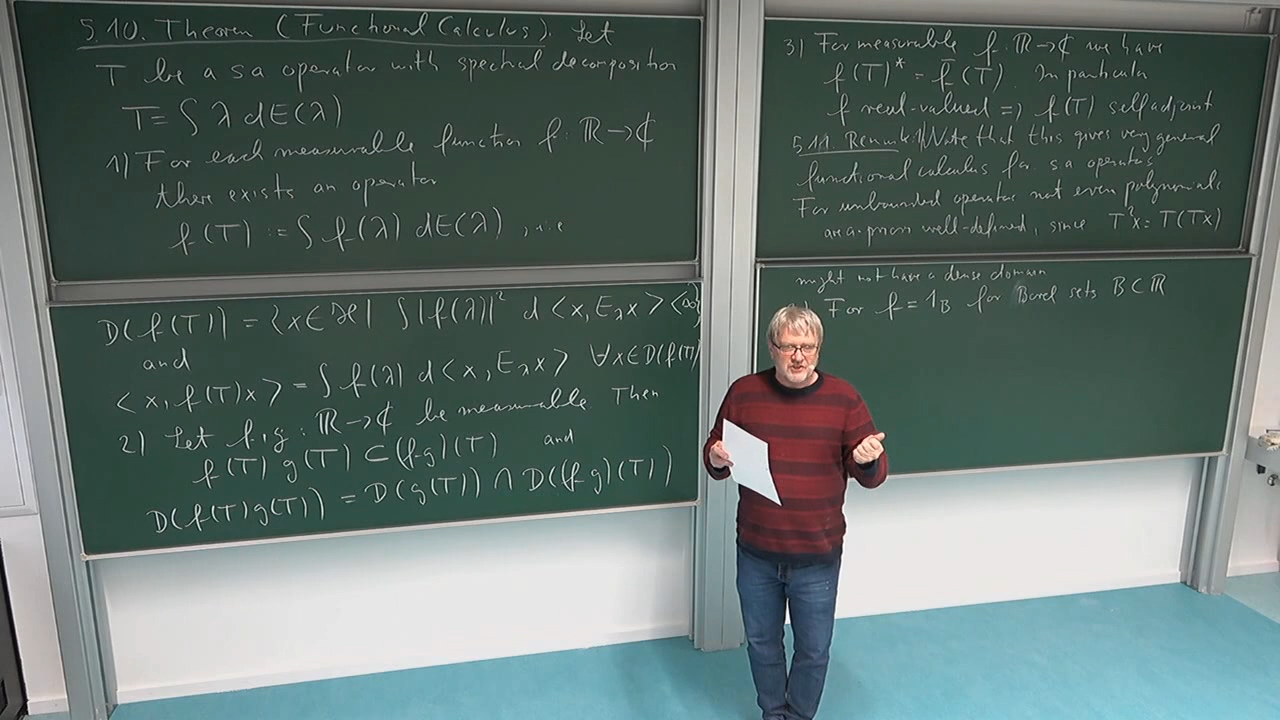 5.10. Theorem (Functional Calculus). Let
T be a sa operator with spectral decomposition
T = ∫ λ dE(λ)
1) For each measurable function f: ℝ → ℂ
there exists an operator
f(T) := ∫ f(λ) dE(λ), i.e
D(f(T)) = {x ∈ ℋ | ∫ |f(λ)|² d<x, E_λ x> < ∞}
and
<x, f(T)x> = ∫ f(λ) d<x, E_λ x> ∀ x ∈ D(f(T))
2) Let f, g: ℝ → ℂ be measurable. Then
f(T) g(T) ⊂ (f·g)(T) and
D(f(T)g(T)) = D(g(T)) ∩ D((f·g)(T))
3) For measurable f: ℝ → ℂ we have
f(T)* = f̄(T). In particular
f real-valued => f(T) selfadjoint
5.11. Remark: 1) Note that this gives very general
functional calculus for sa operators.
For unbounded operators not even polynomials
are a-priori well-defined, since T²x = T(Tx)
might not have a dense domain
For f = 1_B for Borel sets B ⊂ ℝ